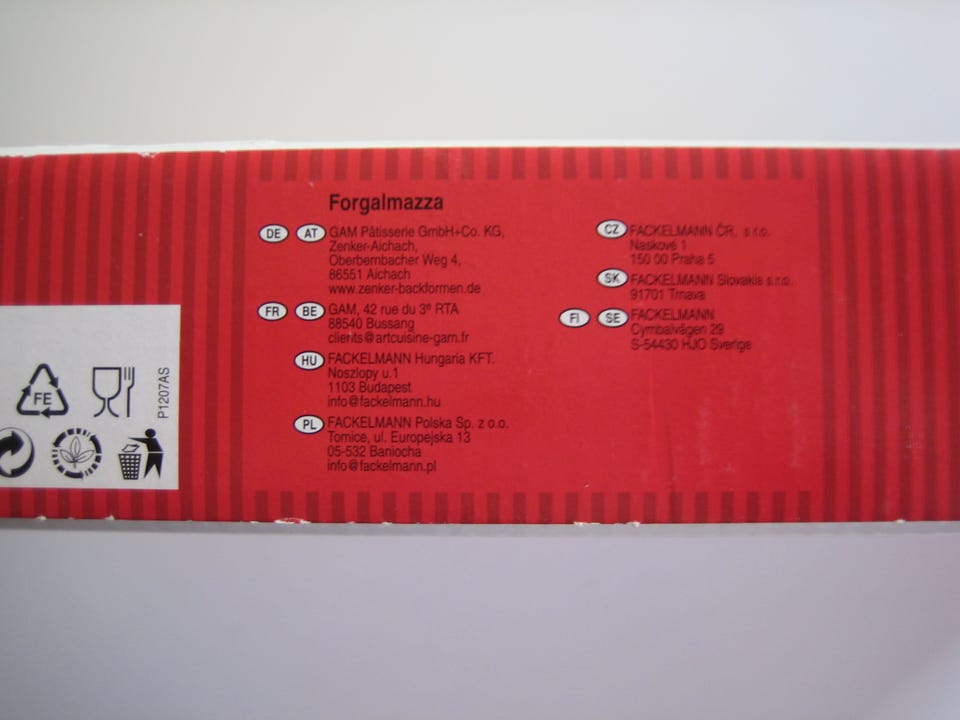 Forgalmazza
DE AT GAM Pâtisserie GmbH+Co. KG,
Zenker-Aichach,
Oberbernbacher Weg 4,
86551 Aichach
www.zenker-backformen.de
FR BE GAM, 42 rue du 3º RTA
88540 Bussang
clients@artcuisine-gam.fr
HU FACKELMANN Hungaria KFT.
Noszlopy u.1
1103 Budapest
info@fackelmann.hu
PL FACKELMANN Polska Sp. z o.o.
Tomice, ul. Europejska 13
05-532 Baniocha
info@fackelmann.pl
CZ FACKELMANN ČR, s r.o.
Naskové 1
150 00 Praha 5
SK FACKELMANN Slovakia s.r.o.
91701 Trnava
FI SE FACKELMANN
Cymbalvägen 29
S-54430 HJO Sverige
FE
P1207AS